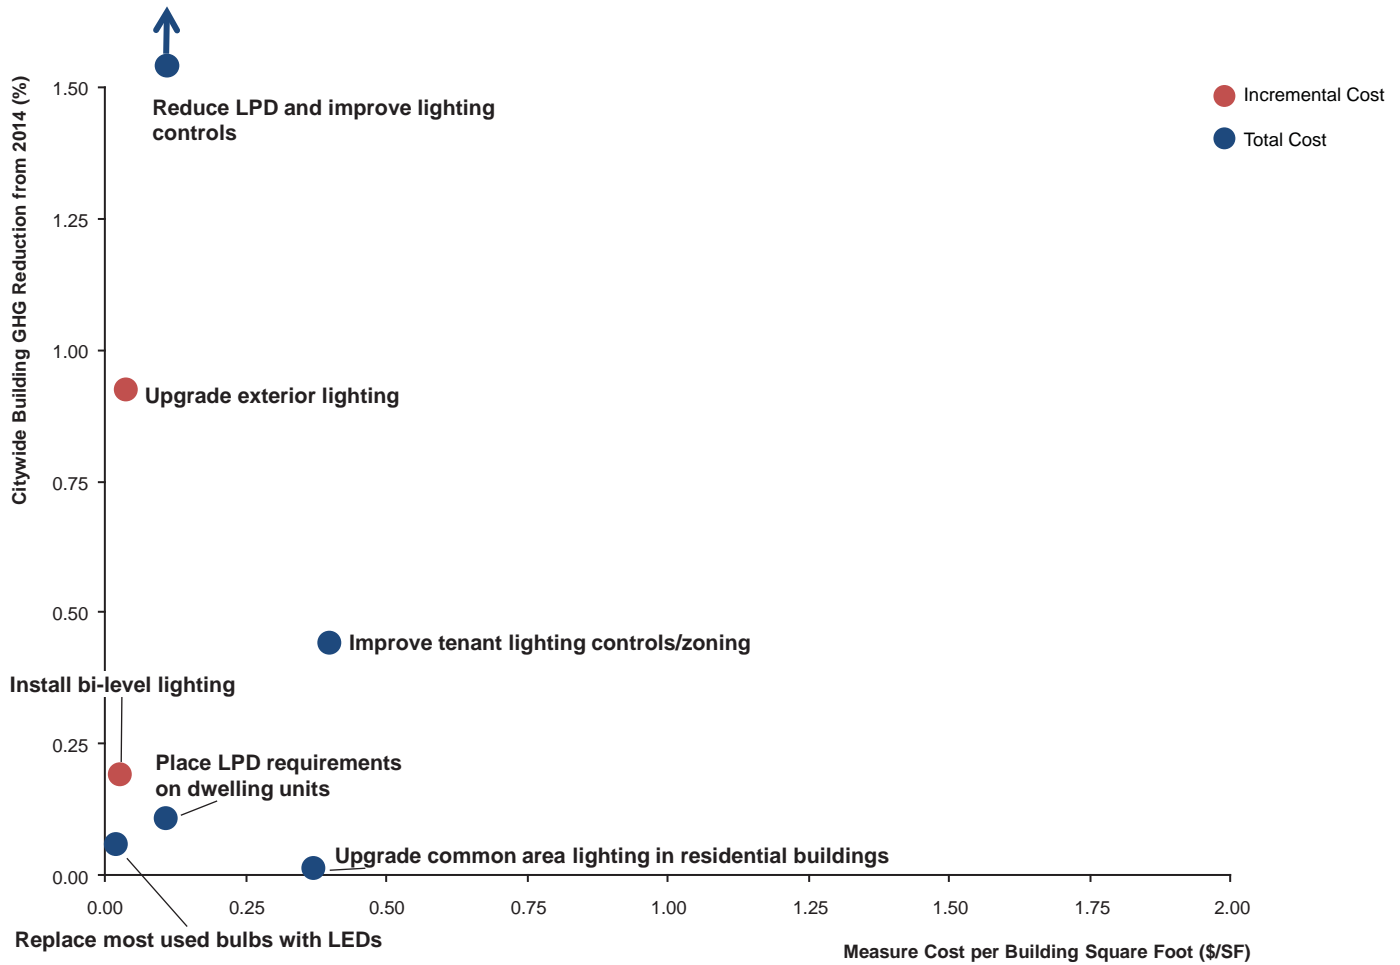 1.50
1.25
1.00
0.75
0.50
0.25
0.00
Citywide Building GHG Reduction from 2014 (%)
Reduce LPD and improve lighting
controls
Incremental Cost
Total Cost
Upgrade exterior lighting
Improve tenant lighting controls/zoning
Install bi-level lighting
Place LPD requirements
on dwelling units
Upgrade common area lighting in residential buildings
0.00 0.25 0.50 0.75 1.00 1.25 1.50 1.75 2.00
Replace most used bulbs with LEDs
Measure Cost per Building Square Foot ($/SF)